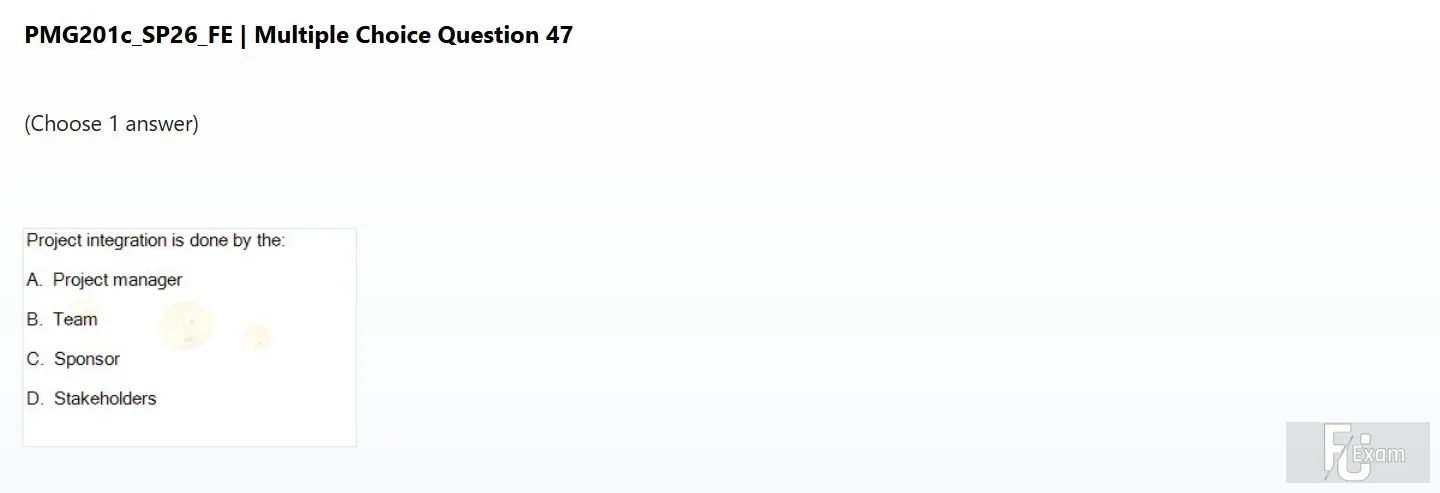 PMG201c_SP26_FE | Multiple Choice Question 47
(Choose 1 answer)
Project integration is done by the:
A. Project manager
B. Team
C. Sponsor
D. Stakeholders
FU Exam